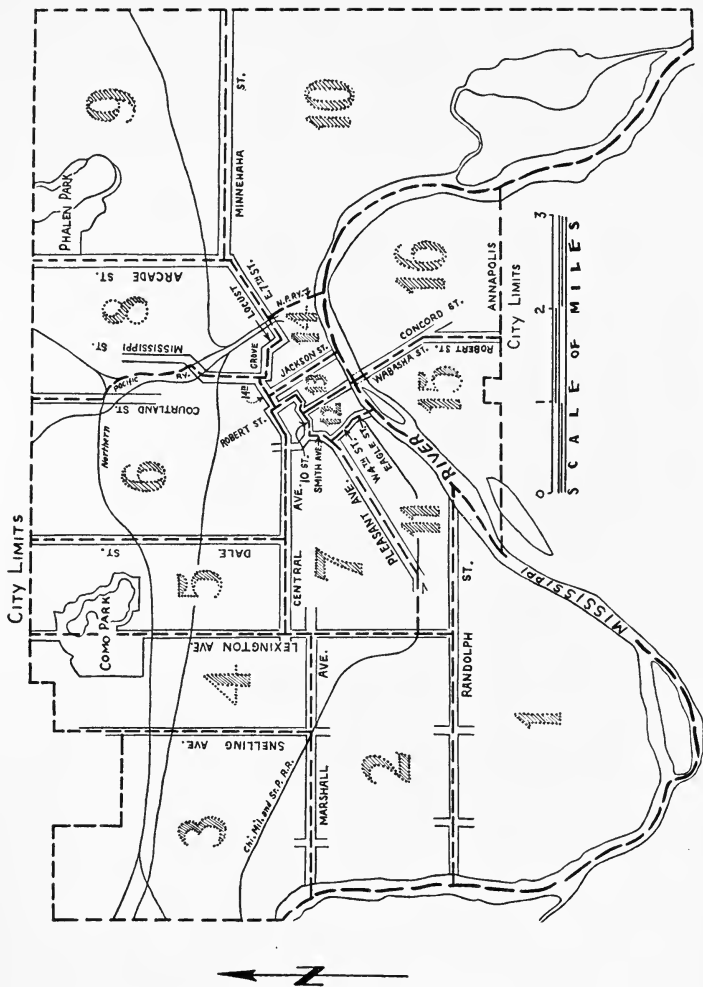 City Limits
PHALEN PARK
9
MINNEHAHA ST.
10
ARCADE ST.
8
MISSISSIPPI ST.
LOCUST
E. 7TH ST.
N.P. RY.
GROVE
14
JACKSON ST.
13
12
14TH
ROBERT ST.
10 ST.
SMITH AVE.
W. 4TH ST.
EAGLE ST.
PLEASANT AVE.
WABASHA ST.
CONCORD ST.
ROBERT ST.
16
15
ANNAPOLIS
City Limits
Northern
PACIFIC
RY.
COURTLAND ST.
6
DALE ST.
5
COMO PARK
LEXINGTON AVE.
4
SNELLING AVE.
3
CENTRAL AVE.
7
11
MARSHALL AVE.
Chi. Mil. and St. P. R.R.
2
RANDOLPH ST.
1
MISSISSIPPI
RIVER
0 1 2 3
SCALE OF MILES
N